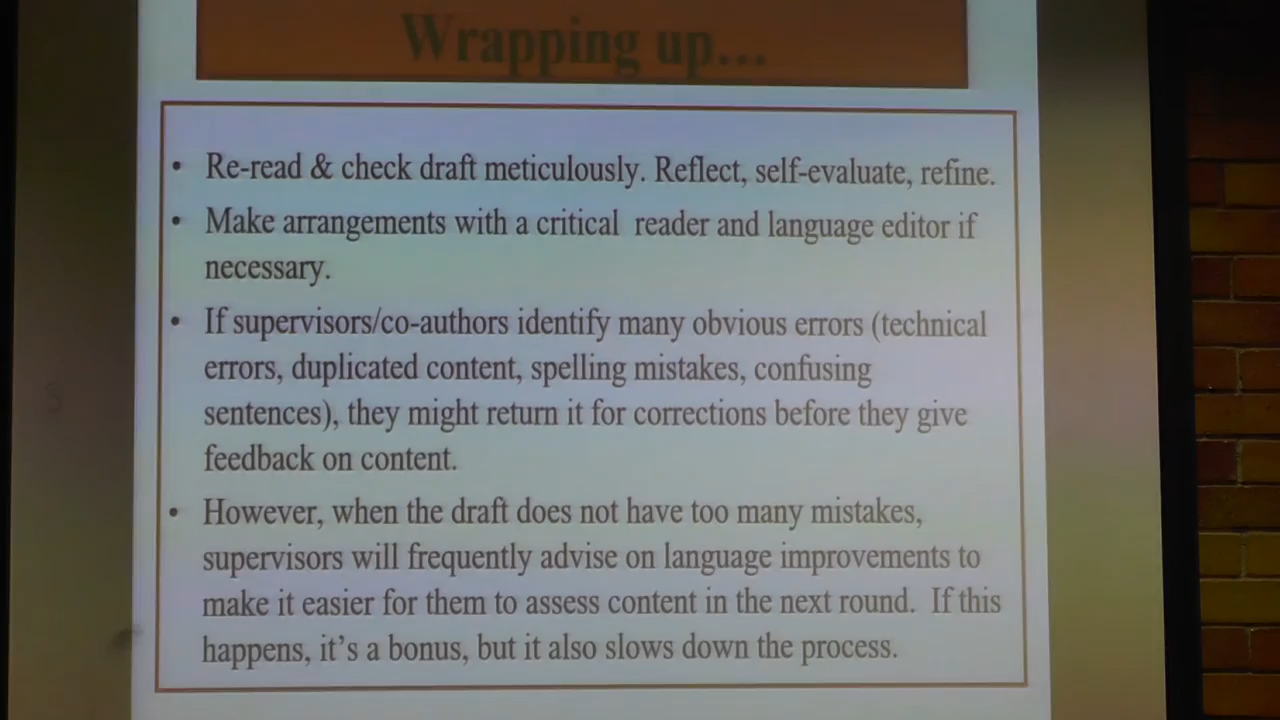 Wrapping up...
• Re-read & check draft meticulously. Reflect, self-evaluate, refine.
• Make arrangements with a critical reader and language editor if
necessary.
• If supervisors/co-authors identify many obvious errors (technical
errors, duplicated content, spelling mistakes, confusing
sentences), they might return it for corrections before they give
feedback on content.
• However, when the draft does not have too many mistakes,
supervisors will frequently advise on language improvements to
make it easier for them to assess content in the next round. If this
happens, it’s a bonus, but it also slows down the process.